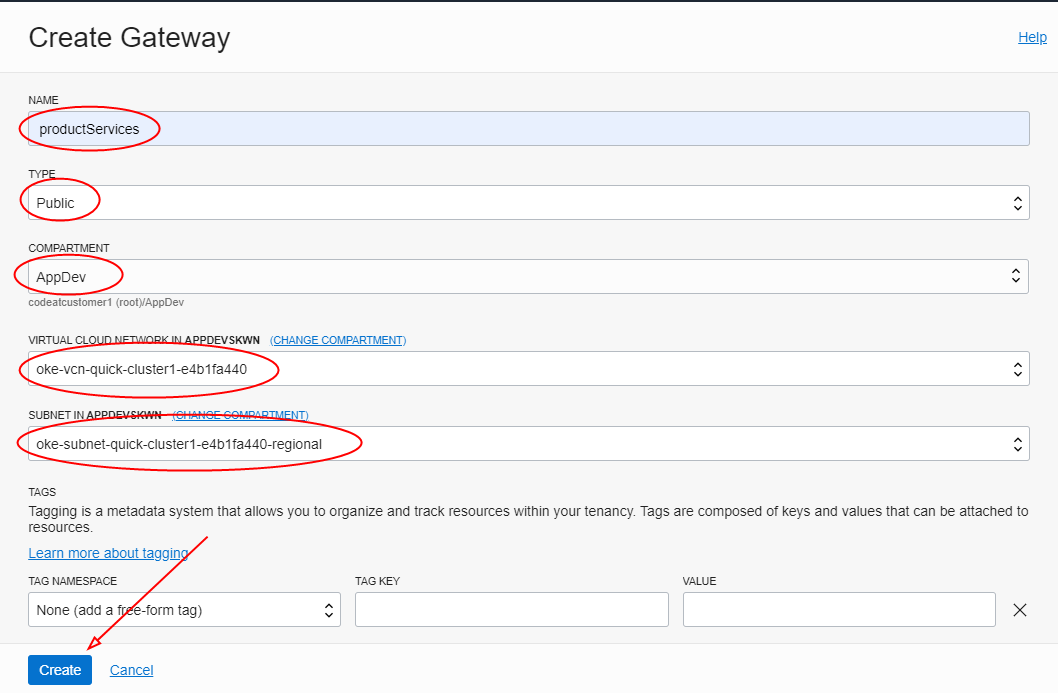 Create Gateway
Help
NAME
productServices
TYPE
Public
COMPARTMENT
AppDev
codeatcustomer1 (root)/AppDev
VIRTUAL CLOUD NETWORK IN APPDEVSKWN (CHANGE COMPARTMENT)
oke-vcn-quick-cluster1-e4b1fa440
SUBNET IN APPDEVSKWN (CHANGE COMPARTMENT)
oke-subnet-quick-cluster1-e4b1fa440-regional
TAGS
Tagging is a metadata system that allows you to organize and track resources within your tenancy. Tags are composed of keys and values that can be attached to
resources.
Learn more about tagging
TAG NAMESPACE TAG KEY VALUE
None (add a free-form tag)
Create Cancel